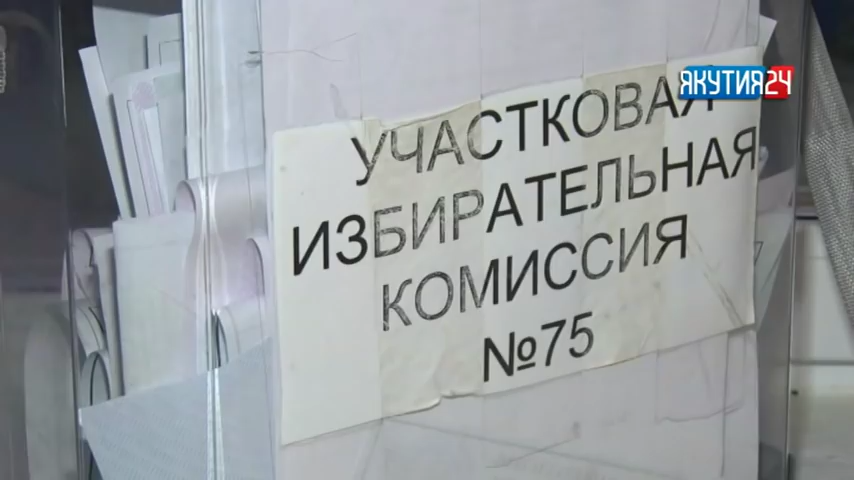 ЯКУТИЯ24
УЧАСТКОВАЯ
ИЗБИРАТЕЛЬНАЯ
КОМИССИЯ
№75